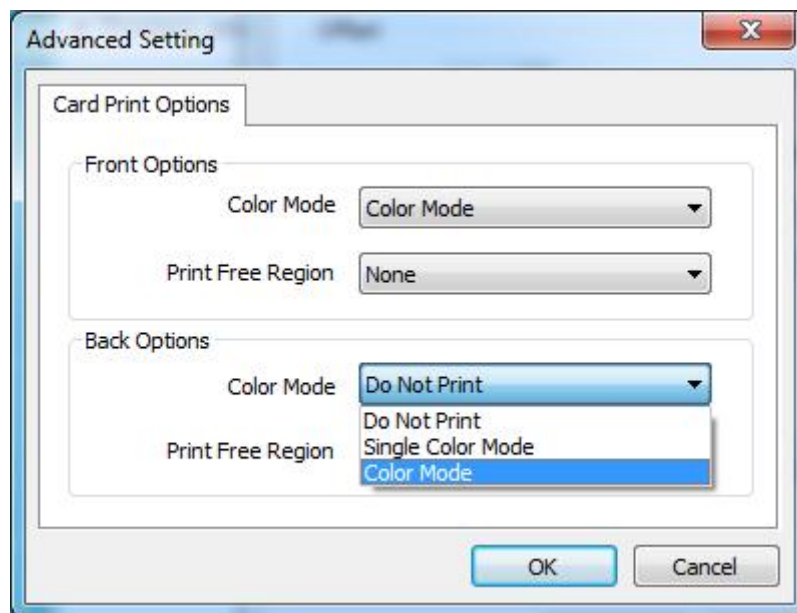 Advanced Setting
Card Print Options
Front Options
Color Mode Color Mode
Print Free Region None
Back Options
Color Mode Do Not Print
Do Not Print
Single Color Mode
Print Free Region
Color Mode
OK Cancel